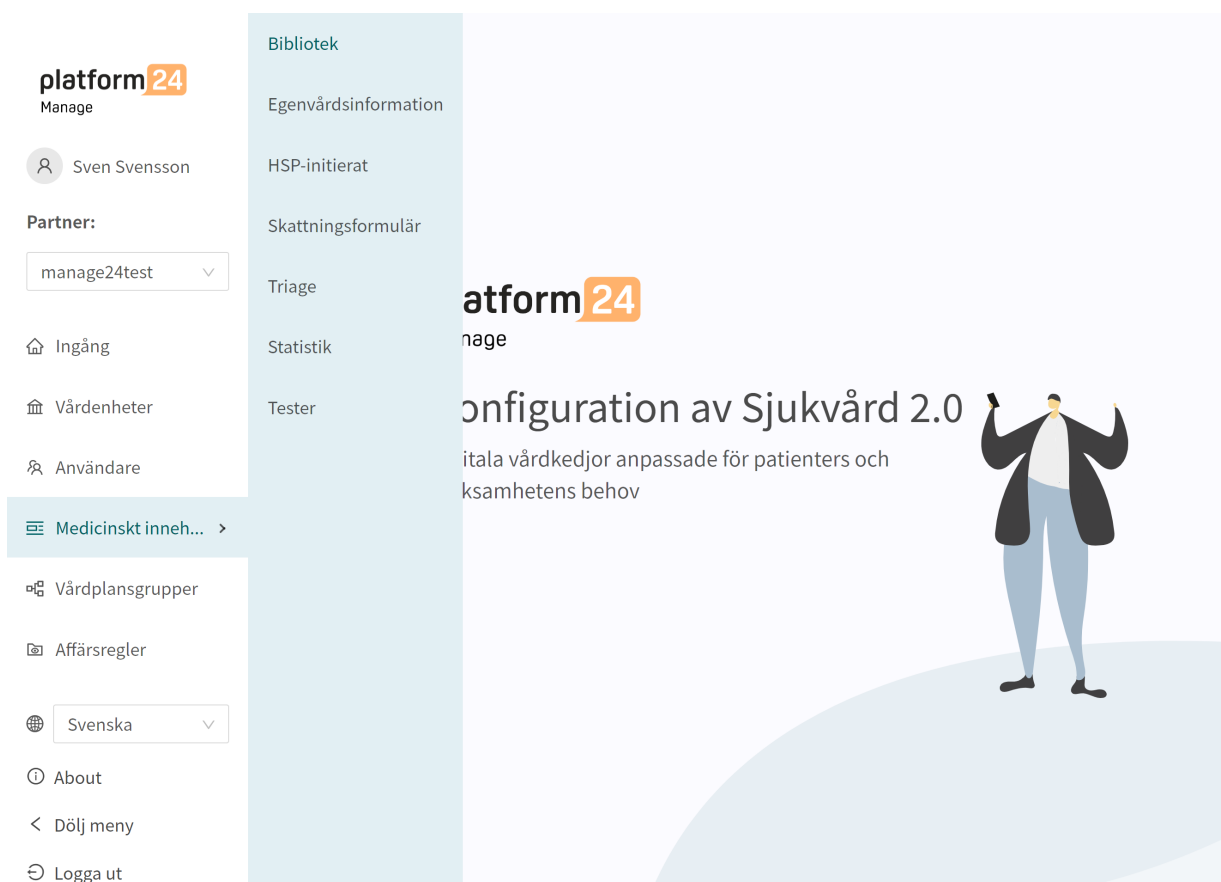 platform24
Manage
Sven Svensson
Partner:
manage24test
Ingång
Vårdenheter
Användare
Medicinskt inneh...
Vårdplansgrupper
Affärsregler
Svenska
About
Dölj meny
Logga ut
Bibliotek
Egenvårdsinformation
HSP-initierat
Skattningsformulär
Triage
Statistik
Tester
atform24
nage
onfiguration av Sjukvård 2.0
itala vårdkedjor anpassade för patienters och
ksamhetens behov